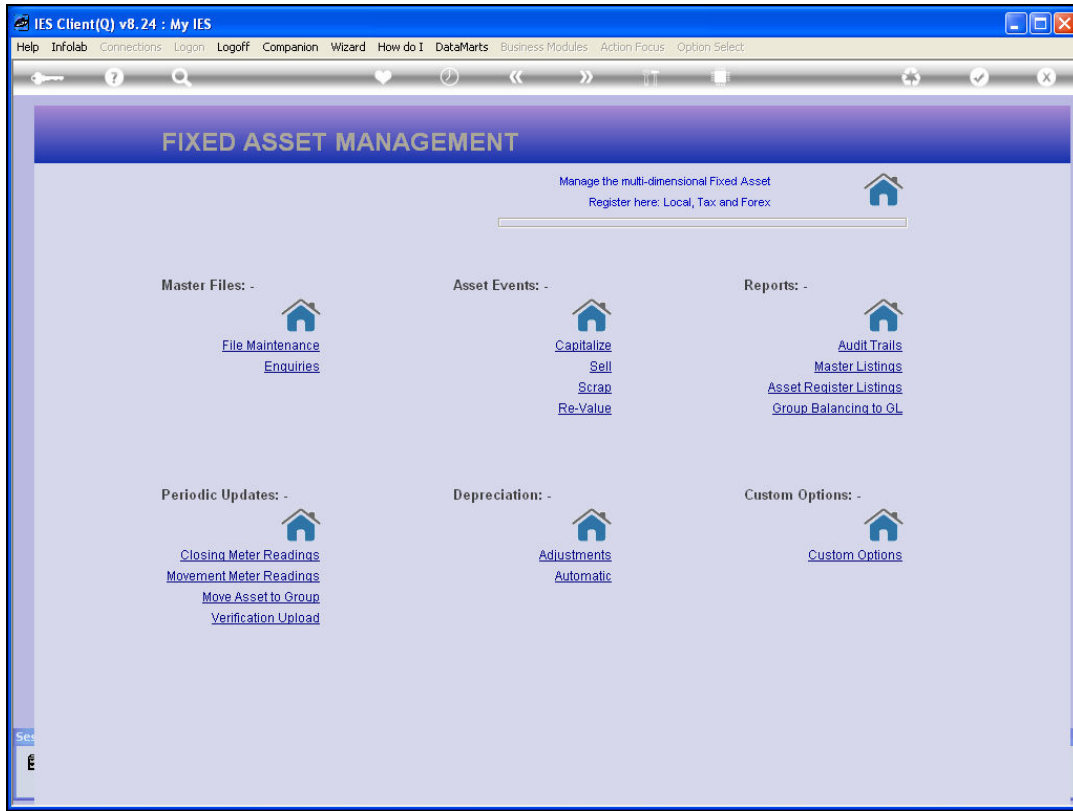 IES Client(Q) v8.24 : My IES
Help Infolab Connections Logon Logoff Companion Wizard How do I DataMarts Business Modules Action Focus Option Select
FIXED ASSET MANAGEMENT
Manage the multi-dimensional Fixed Asset
Register here: Local, Tax and Forex
Master Files: -
File Maintenance
Enquiries
Asset Events: -
Capitalize
Sell
Scrap
Re-Value
Reports: -
Audit Trails
Master Listings
Asset Register Listings
Group Balancing to GL
Periodic Updates: -
Closing Meter Readings
Movement Meter Readings
Move Asset to Group
Verification Upload
Depreciation: -
Adjustments
Automatic
Custom Options: -
Custom Options
Ses